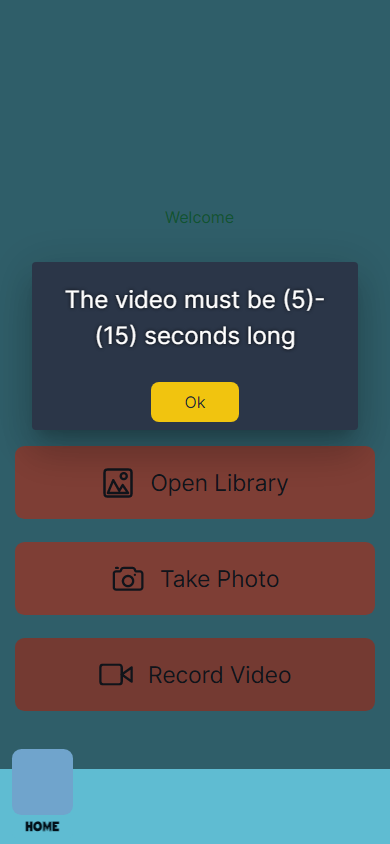 Welcome
The video must be (5)-
(15) seconds long
Ok
Open Library
Take Photo
Record Video
HOME